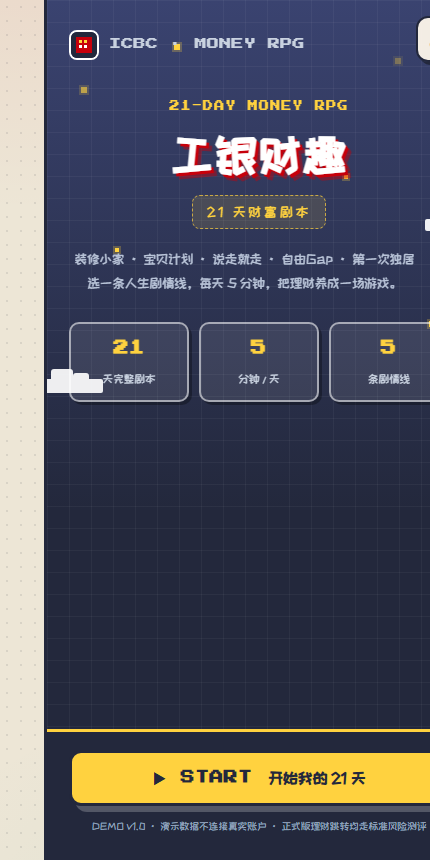 ICBC MONEY RPG
21-DAY MONEY RPG
工银财趣
21 天财富剧本
装修小家 · 宝贝计划 · 说走就走 · 自由Gap · 第一次独居
选一条人生剧情线，每天 5 分钟，把理财养成一场游戏。
21
天完整剧本
5
分钟 / 天
5
条剧情线
▶ START 开始我的 21 天
DEMO v1.0 · 演示数据不连接真实账户 · 正式版理财跳转均走标准风险测评